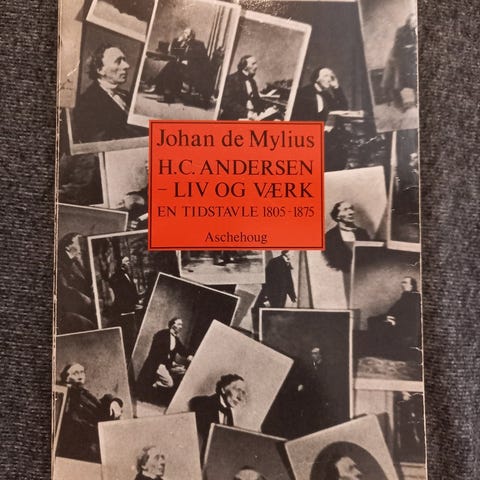 Johan de Mylius
H.C. ANDERSEN
– LIV OG VÆRK
EN TIDSTAVLE 1805-1875
Aschehoug